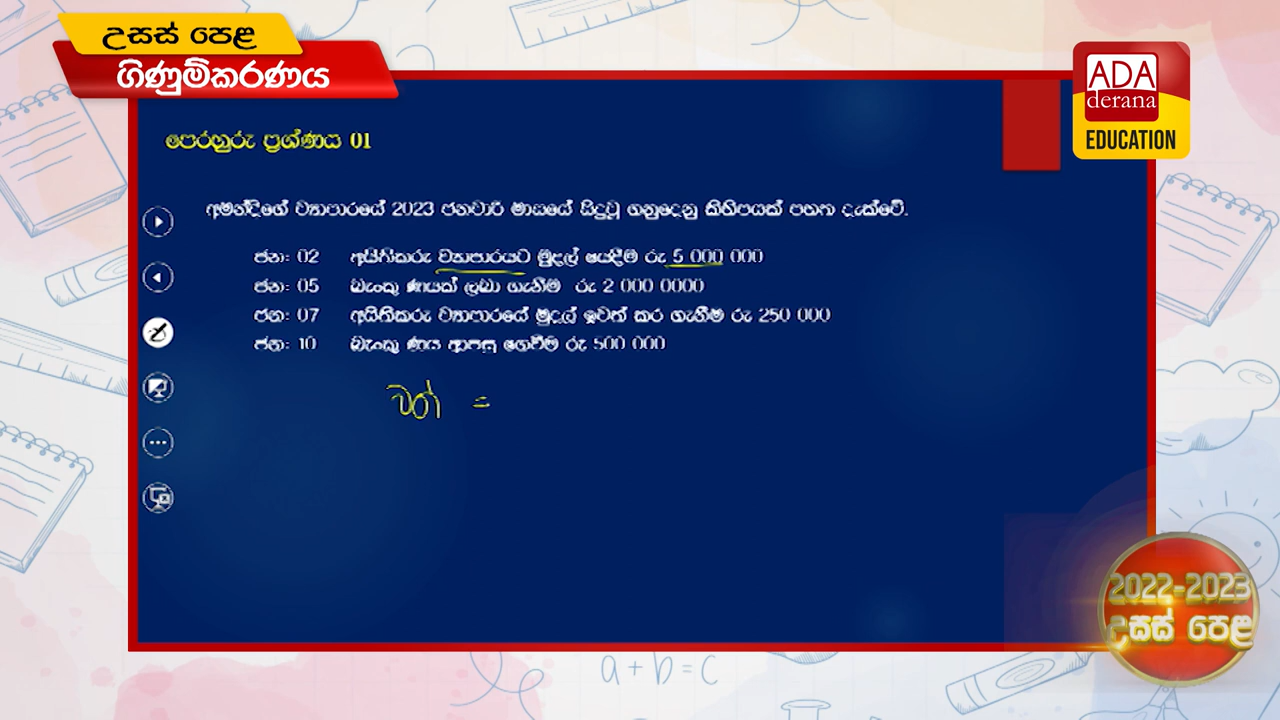 උසස් පෙළ
ගිණුම්කරණය
ADA
derana
EDUCATION
පෙරහුරු ප්‍රශ්ණය 01
අමන්දිගේ ව්‍යාපාරයේ 2023 ජනවාරි මාසයේ සිදුවූ ගනුදෙනු කිහිපයක් පහත දැක්වේ.
ජන: 02 අයිතිකරු ව්‍යාපාරයට මුදල් යෙදීම රු 5 000 000
ජන: 05 බැංකු ණයක් ලබා ගැනීම රු 2 000 0000
ජන: 07 අයිතිකරු ව්‍යාපාරයේ මුදල් ඉවත් කර ගැනීම රු 250 000
ජන: 10 බැංකු ණය ආපසු ගෙවීම රු 500 000
=
2022-2023
උසස් පෙළ
a+b=c